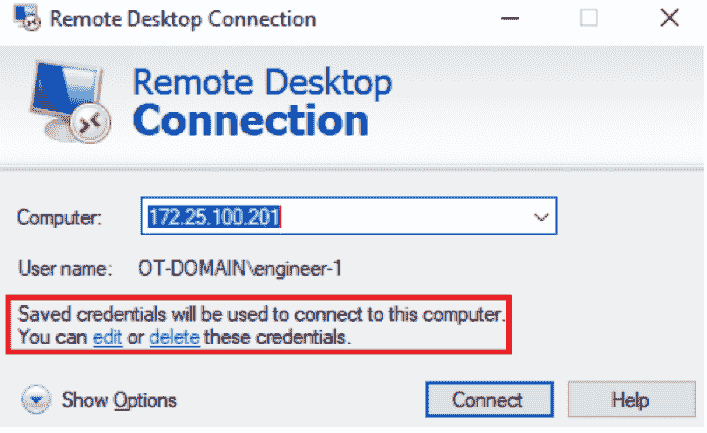 Remote Desktop Connection
Remote Desktop
Connection
Computer: 172.25.100.201
User name: OT-DOMAIN\engineer-1
Saved credentials will be used to connect to this computer.
You can edit or delete these credentials.
Show Options Connect Help